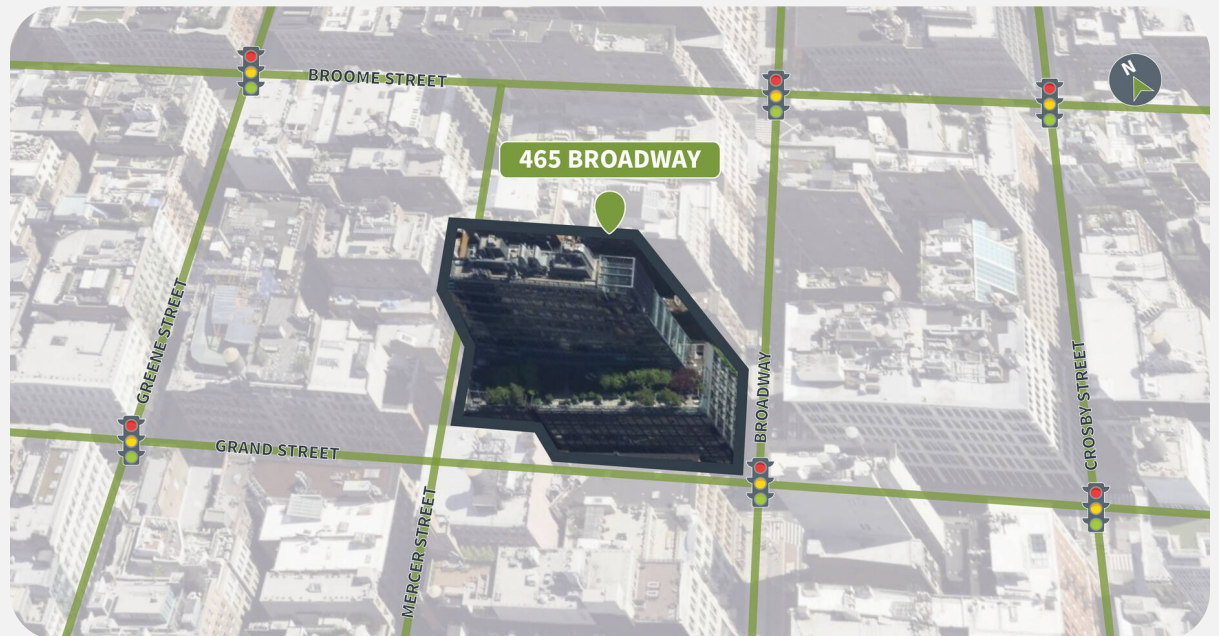 BROOME STREET
N
465 BROADWAY
GREENE STREET
BROADWAY
CROSBY STREET
GRAND STREET
MERCER STREET